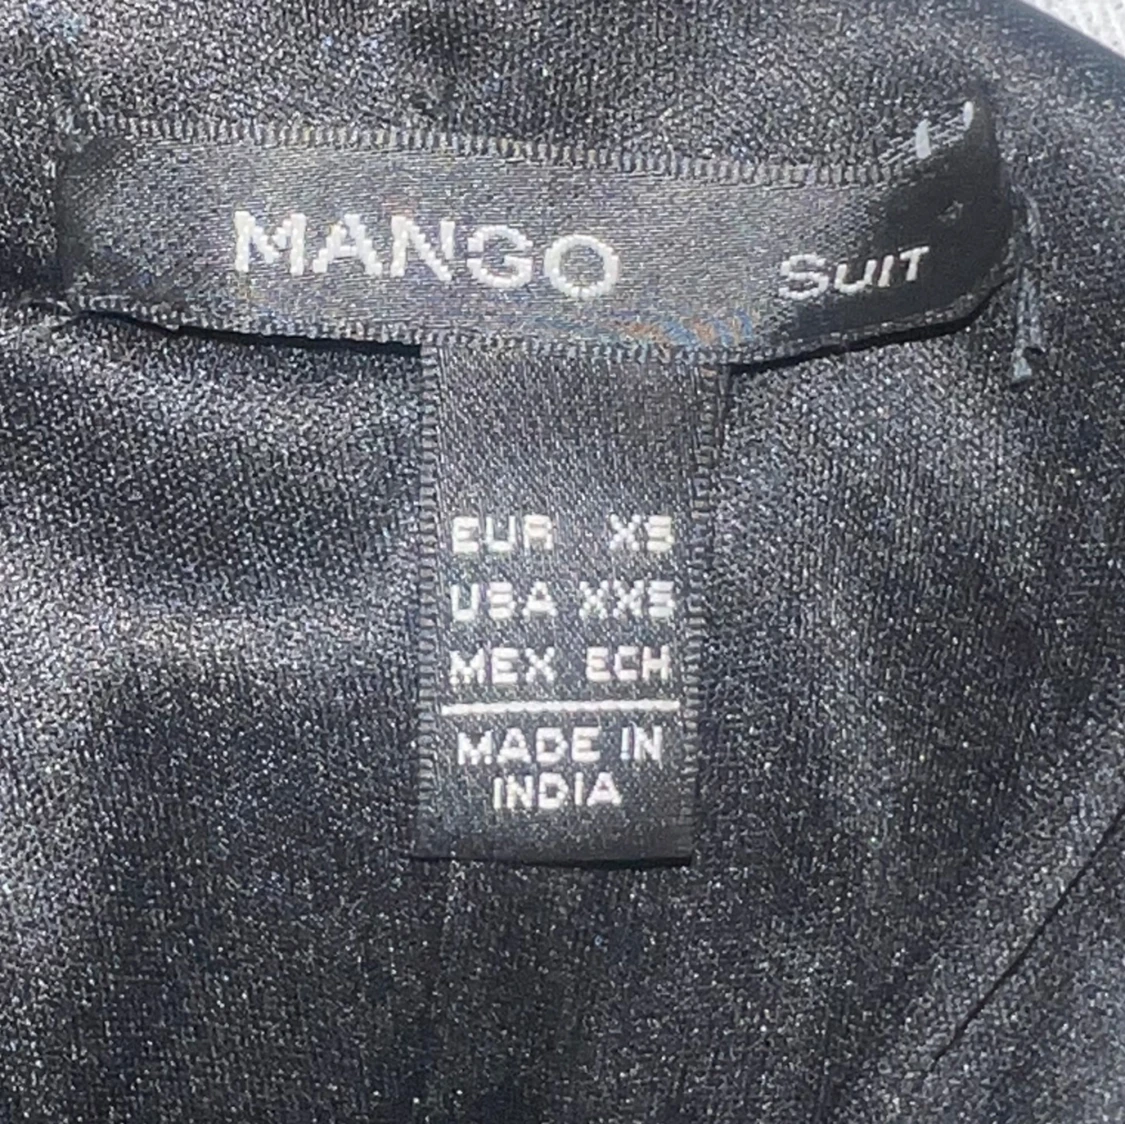 MANGO SUIT
EUR XS
USA XXS
MEX ECH
MADE IN
INDIA